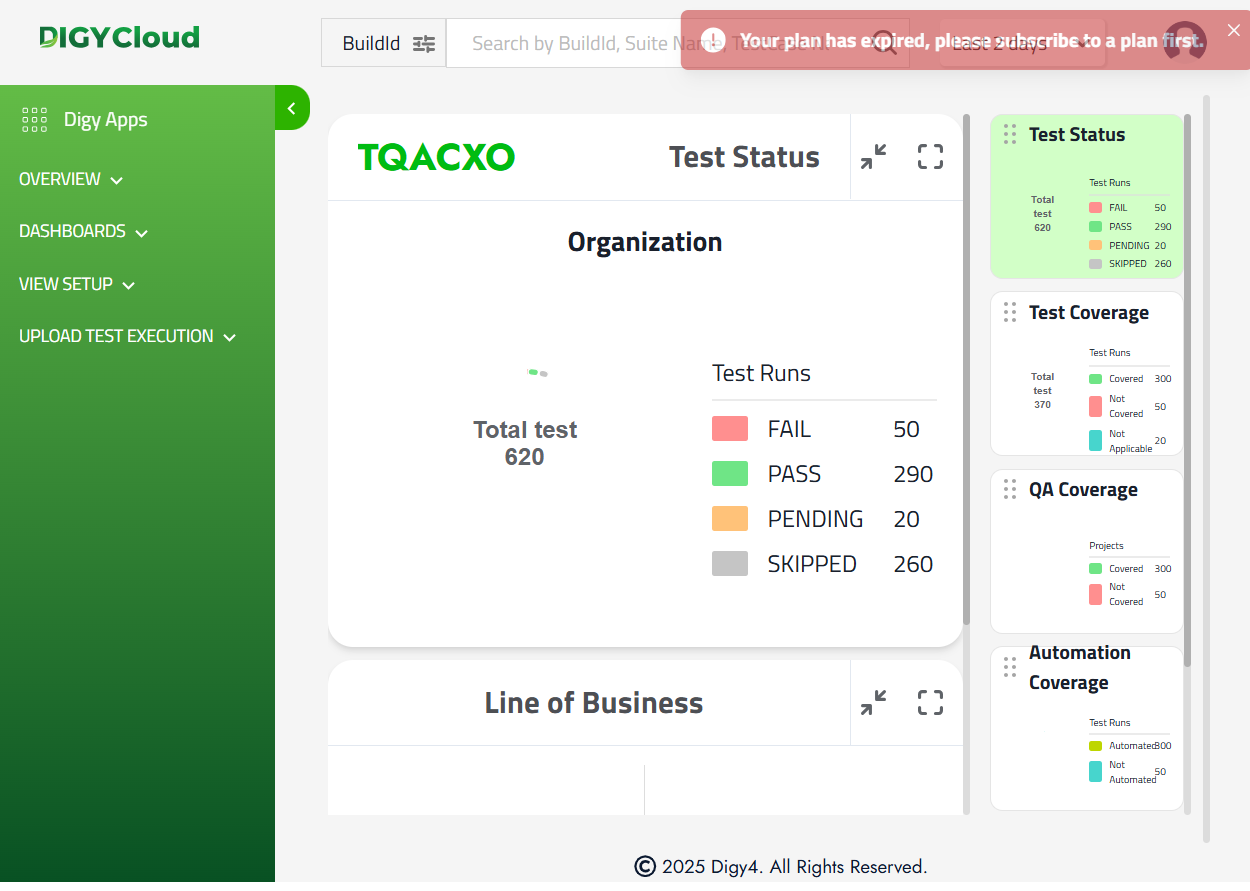 DIGYCloud
BuildId
Search by BuildId, Suite Name, Testcase
Last 2 days
Your plan has expired, please subscribe to a plan first.
Digy Apps
OVERVIEW
DASHBOARDS
VIEW SETUP
UPLOAD TEST EXECUTION
TQACXO
Test Status
Organization
Total test
620
Test Runs
FAIL 50
PASS 290
PENDING 20
SKIPPED 260
Line of Business
Test Status
Total
test
620
Test Runs
FAIL 50
PASS 290
PENDING 20
SKIPPED 260
Test Coverage
Total
test
370
Test Runs
Covered 300
Not
Covered 50
Not
Applicable 20
QA Coverage
Projects
Covered 300
Not
Covered 50
Automation
Coverage
Test Runs
Automated 300
Not
Automated 50
© 2025 Digy4. All Rights Reserved.